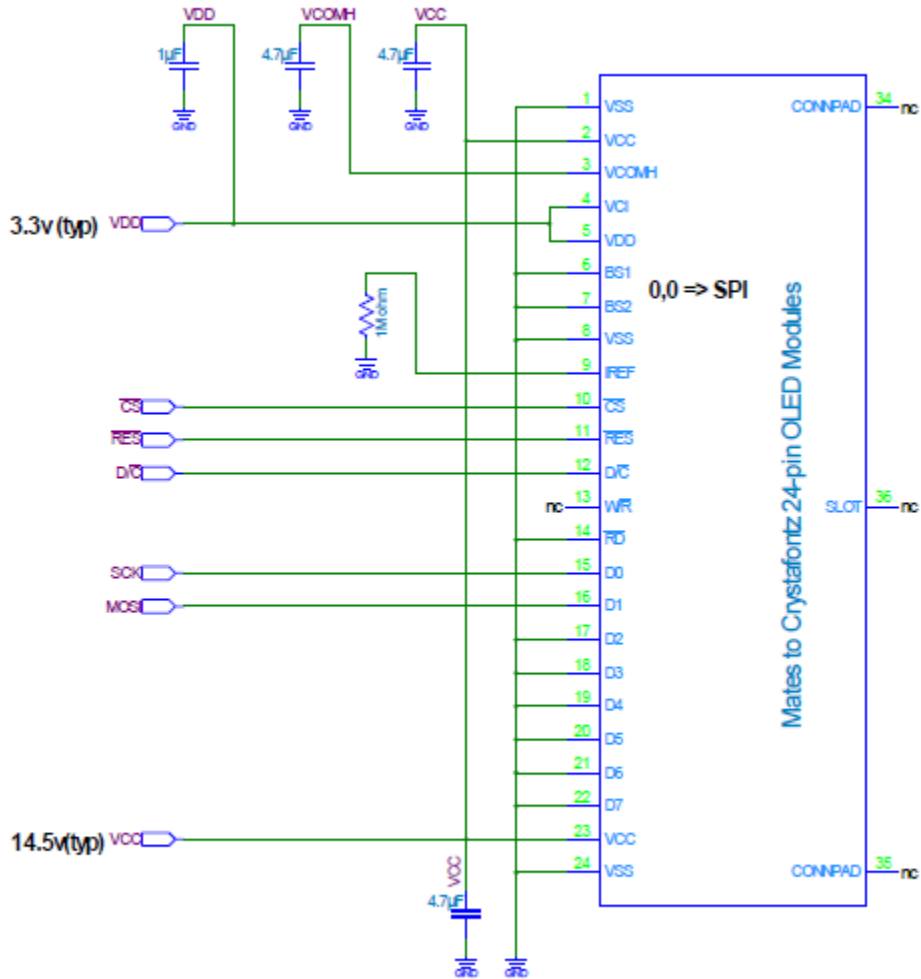 VDD
VCOMH
VCC
1µF
4.7µF
4.7µF
GND
GND
GND
1 VSS
CONNPAD 34 nc
2 VCC
3 VCOMH
4 VCI
3.3v (typ) VDD
5 VDD
6 BS1
0,0 => SPI
7 BS2
1Mohm
8 VSS
GND
9 IREF
Mates to Crystafontz 24-pin OLED Modules
CS 10 CS
RES 11 RES
D/C 12 D/C
nc 13 W/R
SLOT 36 nc
14 RD
SCK 15 D0
MOSI 16 D1
17 D2
18 D3
19 D4
20 D5
21 D6
22 D7
14.5v(typ) VCC 23 VCC
VCC
24 VSS
CONNPAD 35 nc
4.7µF
GND
GND